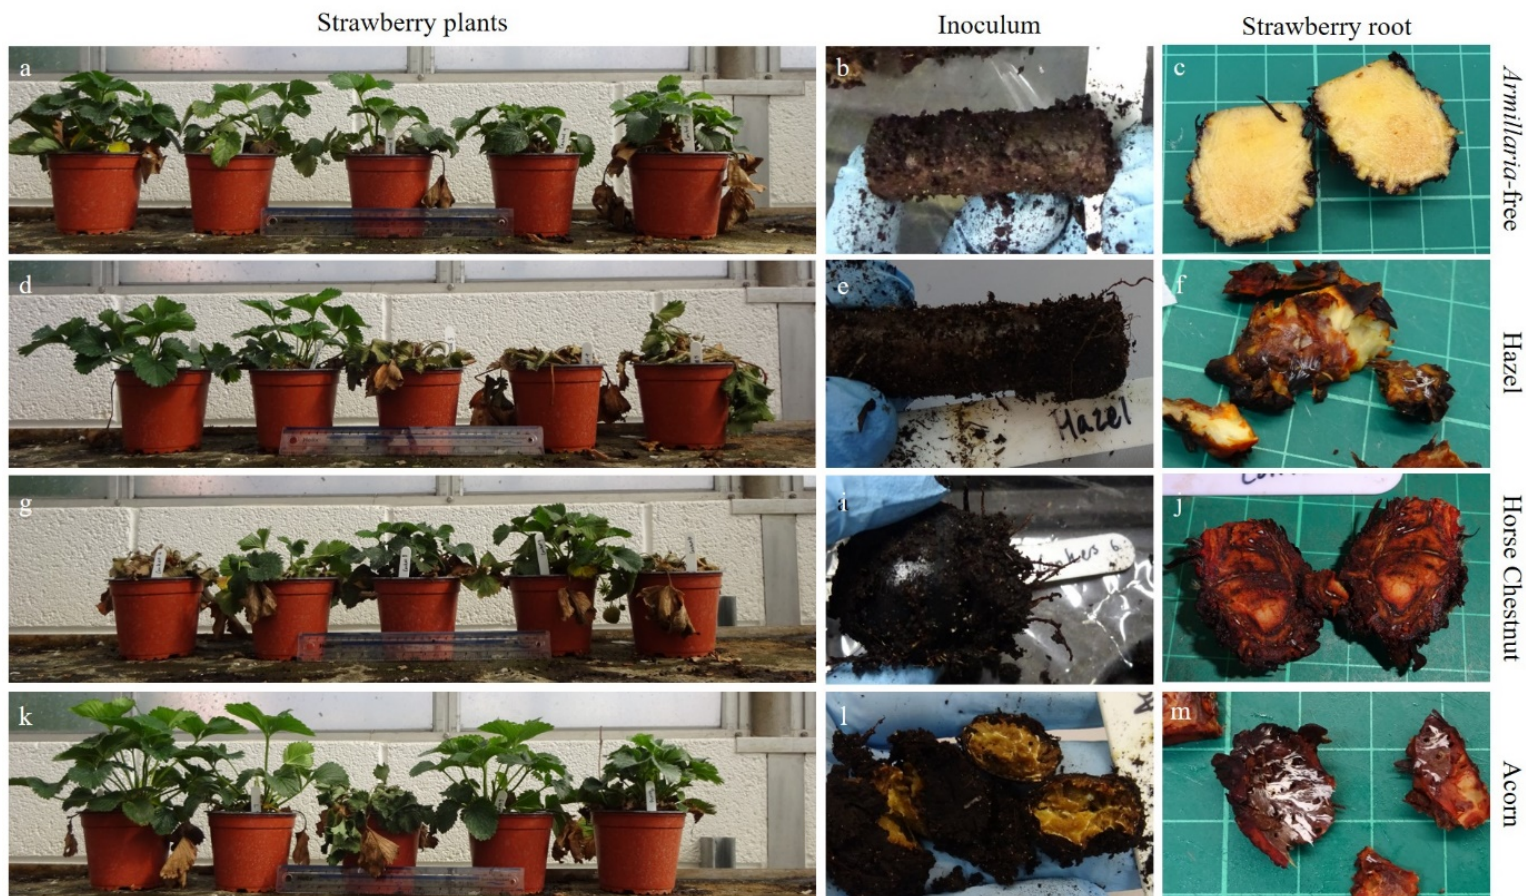 Strawberry plants
Inoculum
Strawberry root
a
b
c
Armillaria-free
d
e
Hazel
f
Hazel
g
i
j
Horse Chestnut
k
l
m
Acorn